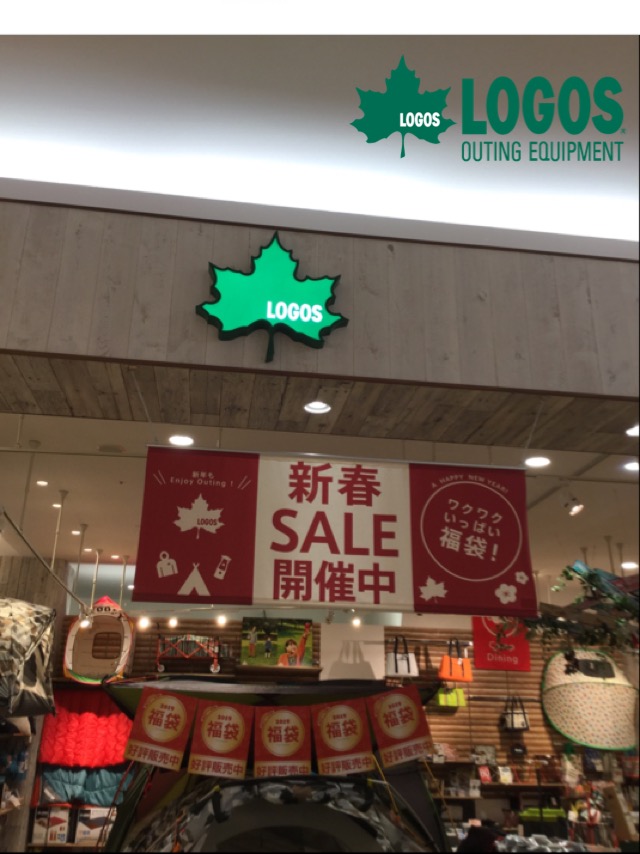 LOGOS
LOGOS
OUTING EQUIPMENT
LOGOS
新年も
Enjoy Outing!
LOGOS
新春
SALE
開催中
A HAPPY NEW YEAR!
ワクワク
いっぱい
福袋!
Dining
福袋
好評販売中
福袋
好評販売中
福袋
好評販売中
福袋
好評販売中
福袋
好評販売中